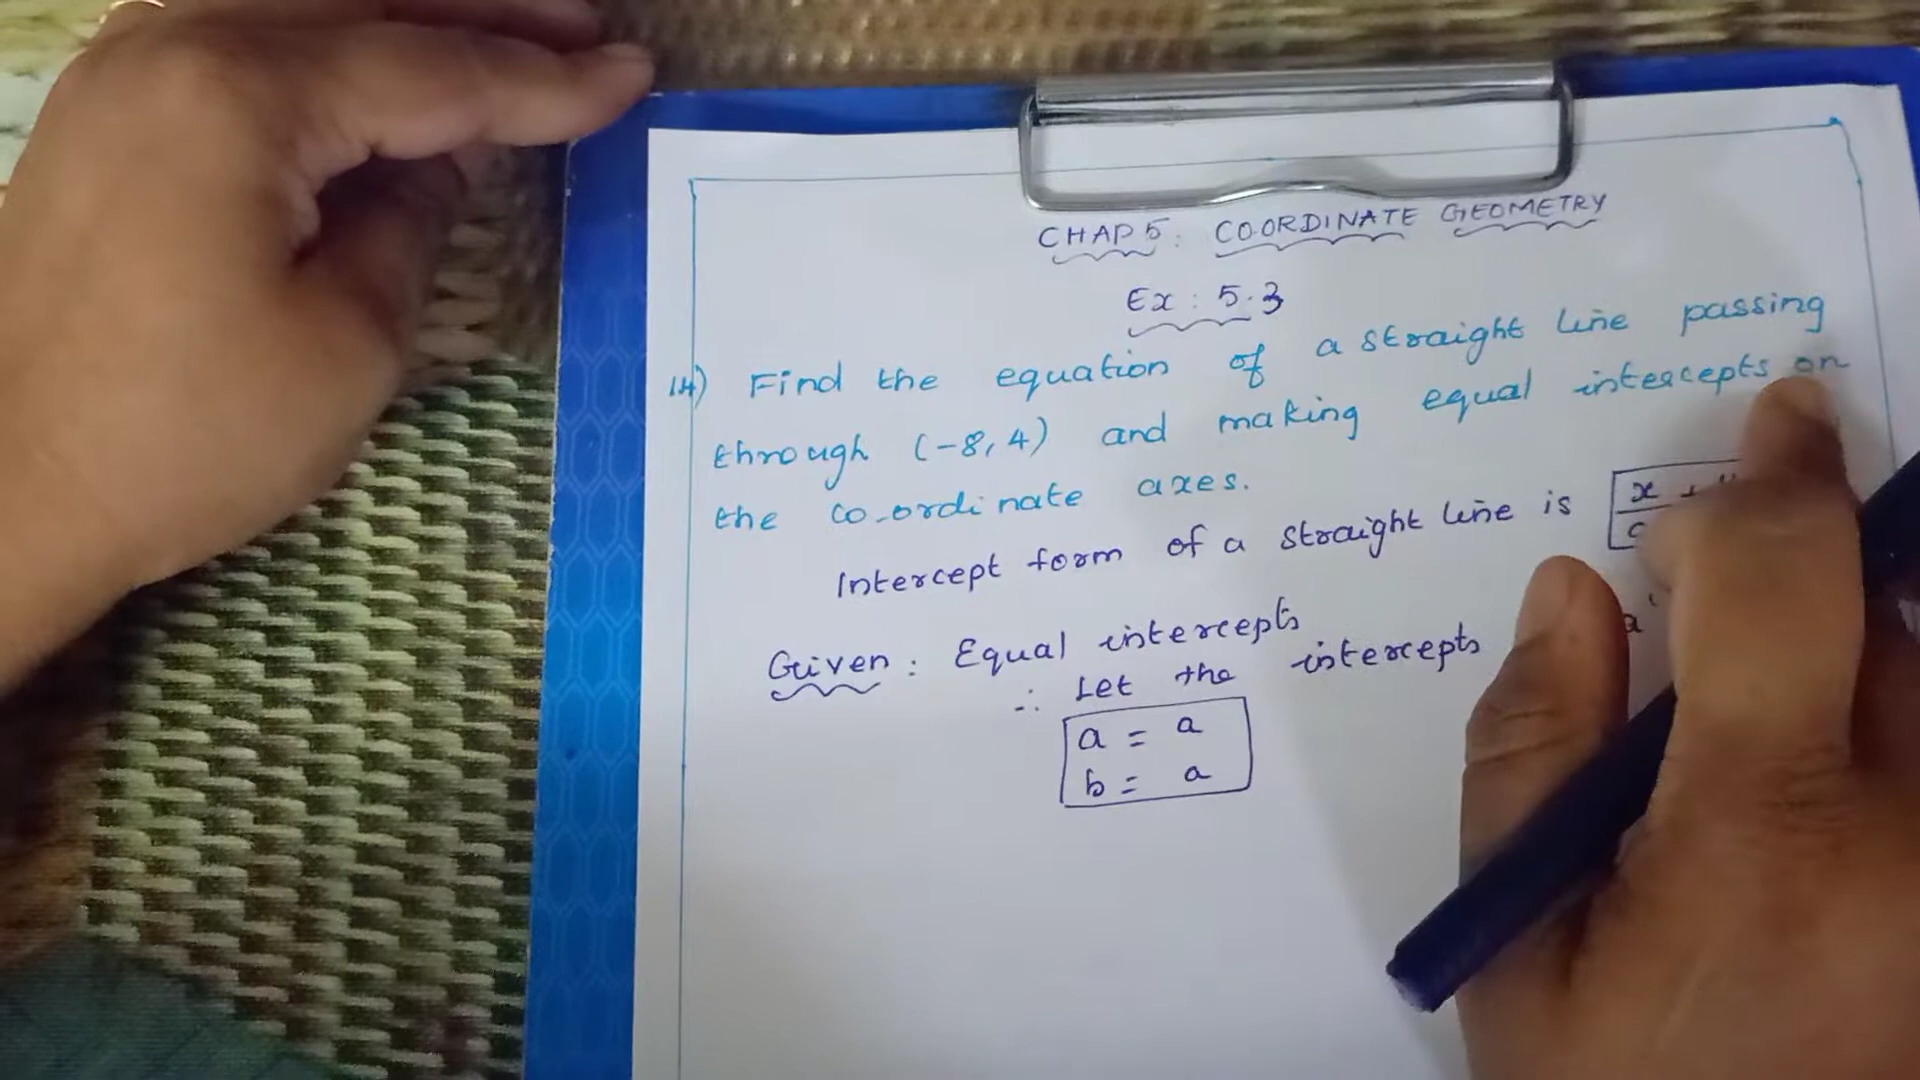 CHAP 5: COORDINATE GEOMETRY
Ex : 5.3
14) Find the equation of a straight line passing
through (-8,4) and making equal intercepts on
the co-ordinate axes.
Intercept form of a straight line is x +
Given : Equal intercepts
∴ Let the intercepts a
a = a
b = a